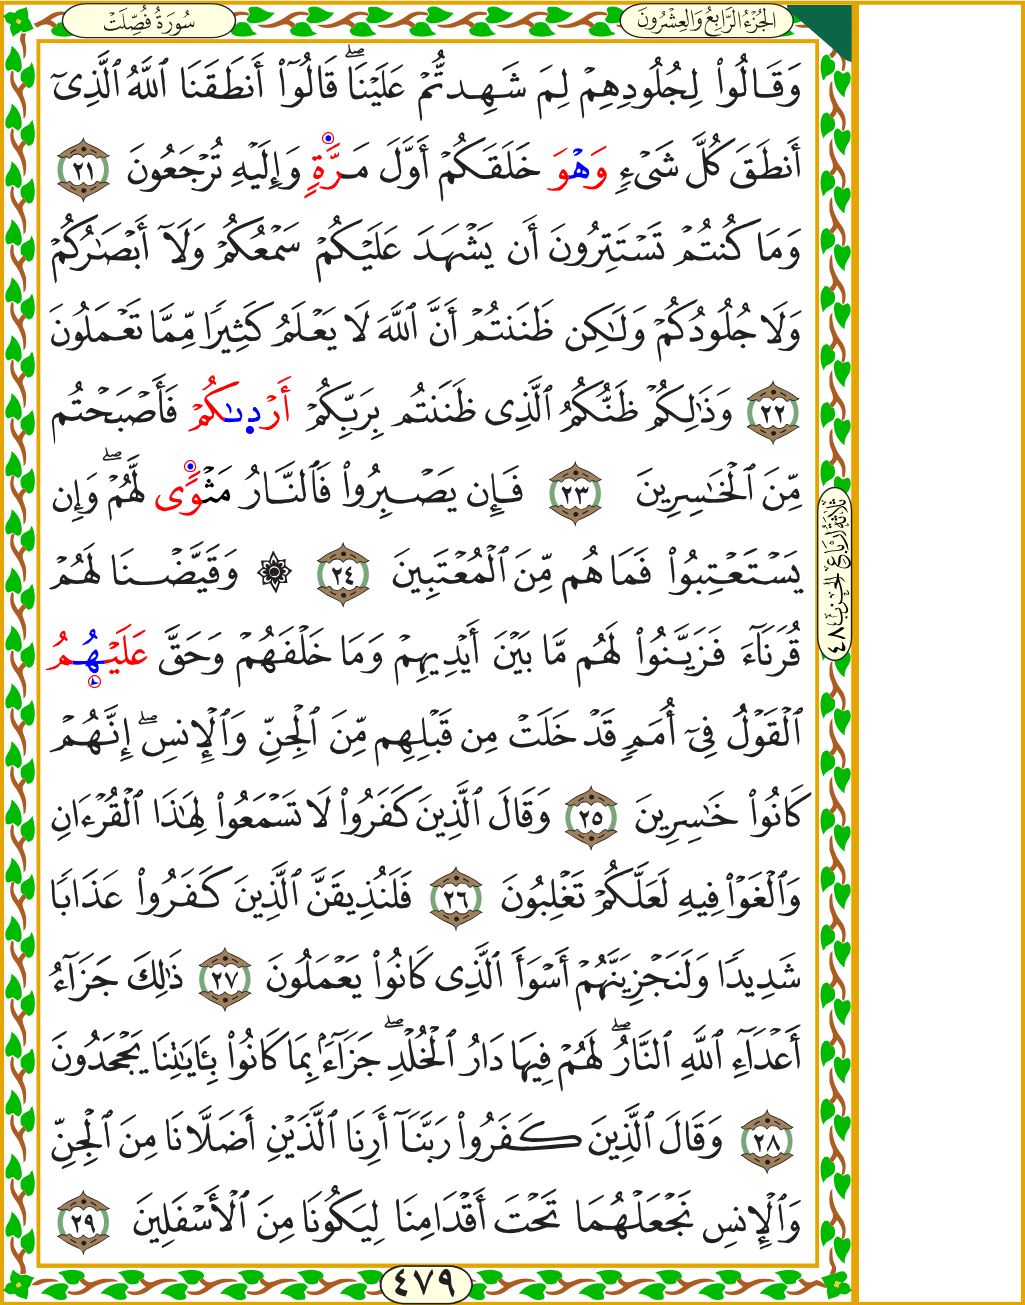 سُورَةُ فُصِّلَتْ
الجُزْءُ الرَّابِعُ وَالعِشْرُونَ
وَقَالُواْ لِجُلُودِهِمْ لِمَ شَهِدتُّمْ عَلَيْنَاۖ قَالُوٓاْ أَنطَقَنَا ٱللَّهُ ٱلَّذِىٓ
أَنطَقَ كُلَّ شَىْءٍ وَهْوَ خَلَقَكُمْ أَوَّلَ مَرَّةٍ وَإِلَيْهِ تُرْجَعُونَ ٢١
وَمَا كُنتُمْ تَسْتَتِرُونَ أَن يَشْهَدَ عَلَيْكُمْ سَمْعُكُمْ وَلَآ أَبْصَٰرُكُمْ
وَلَا جُلُودُكُمْ وَلَٰكِن ظَنَنتُمْ أَنَّ ٱللَّهَ لَا يَعْلَمُ كَثِيرًا مِّمَّا تَعْمَلُونَ
٢٢ وَذَٰلِكُمْ ظَنُّكُمُ ٱلَّذِى ظَنَنتُم بِرَبِّكُمْ أَرْدِىٰكُمْ فَأَصْبَحْتُم
مِّنَ ٱلْخَٰسِرِينَ ٢٣ فَإِن يَصْبِرُواْ فَٱلنَّارُ مَثْوًى لَّهُمْۖ وَإِن
يَسْتَعْتِبُواْ فَمَا هُم مِّنَ ٱلْمُعْتَبِينَ ٢٤ ۞ وَقَيَّضْنَا لَهُمْ
قُرَنَآءَ فَزَيَّنُواْ لَهُم مَّا بَيْنَ أَيْدِيهِمْ وَمَا خَلْفَهُمْ وَحَقَّ عَلَيْهُمُ
ٱلْقَوْلُ فِىٓ أُمَمٍ قَدْ خَلَتْ مِن قَبْلِهِم مِّنَ ٱلْجِنِّ وَٱلْإِنسِۖ إِنَّهُمْ
كَانُواْ خَٰسِرِينَ ٢٥ وَقَالَ ٱلَّذِينَ كَفَرُواْ لَا تَسْمَعُواْ لِهَٰذَا ٱلْقُرْءَانِ
وَٱلْغَوْاْ فِيهِ لَعَلَّكُمْ تَغْلِبُونَ ٢٦ فَلَنُذِيقَنَّ ٱلَّذِينَ كَفَرُواْ عَذَابًا
شَدِيدًا وَلَنَجْزِيَنَّهُمْ أَسْوَأَ ٱلَّذِى كَانُواْ يَعْمَلُونَ ٢٧ ذَٰلِكَ جَزَآءُ
أَعْدَآءِ ٱللَّهِ ٱلنَّارُۖ لَهُمْ فِيهَا دَارُ ٱلْخُلْدِۖ جَزَآءَۢ بِمَا كَانُواْ بِـَٔايَٰتِنَا يَجْحَدُونَ
٢٨ وَقَالَ ٱلَّذِينَ كَفَرُواْ رَبَّنَآ أَرِنَا ٱلَّذَيْنِ أَضَلَّانَا مِنَ ٱلْجِنِّ
وَٱلْإِنسِ نَجْعَلْهُمَا تَحْتَ أَقْدَامِنَا لِيَكُونَا مِنَ ٱلْأَسْفَلِينَ ٢٩
ثَلَاثَةُ أَرْبَاعِ الحِزْبِ ٤٨
٤٧٩